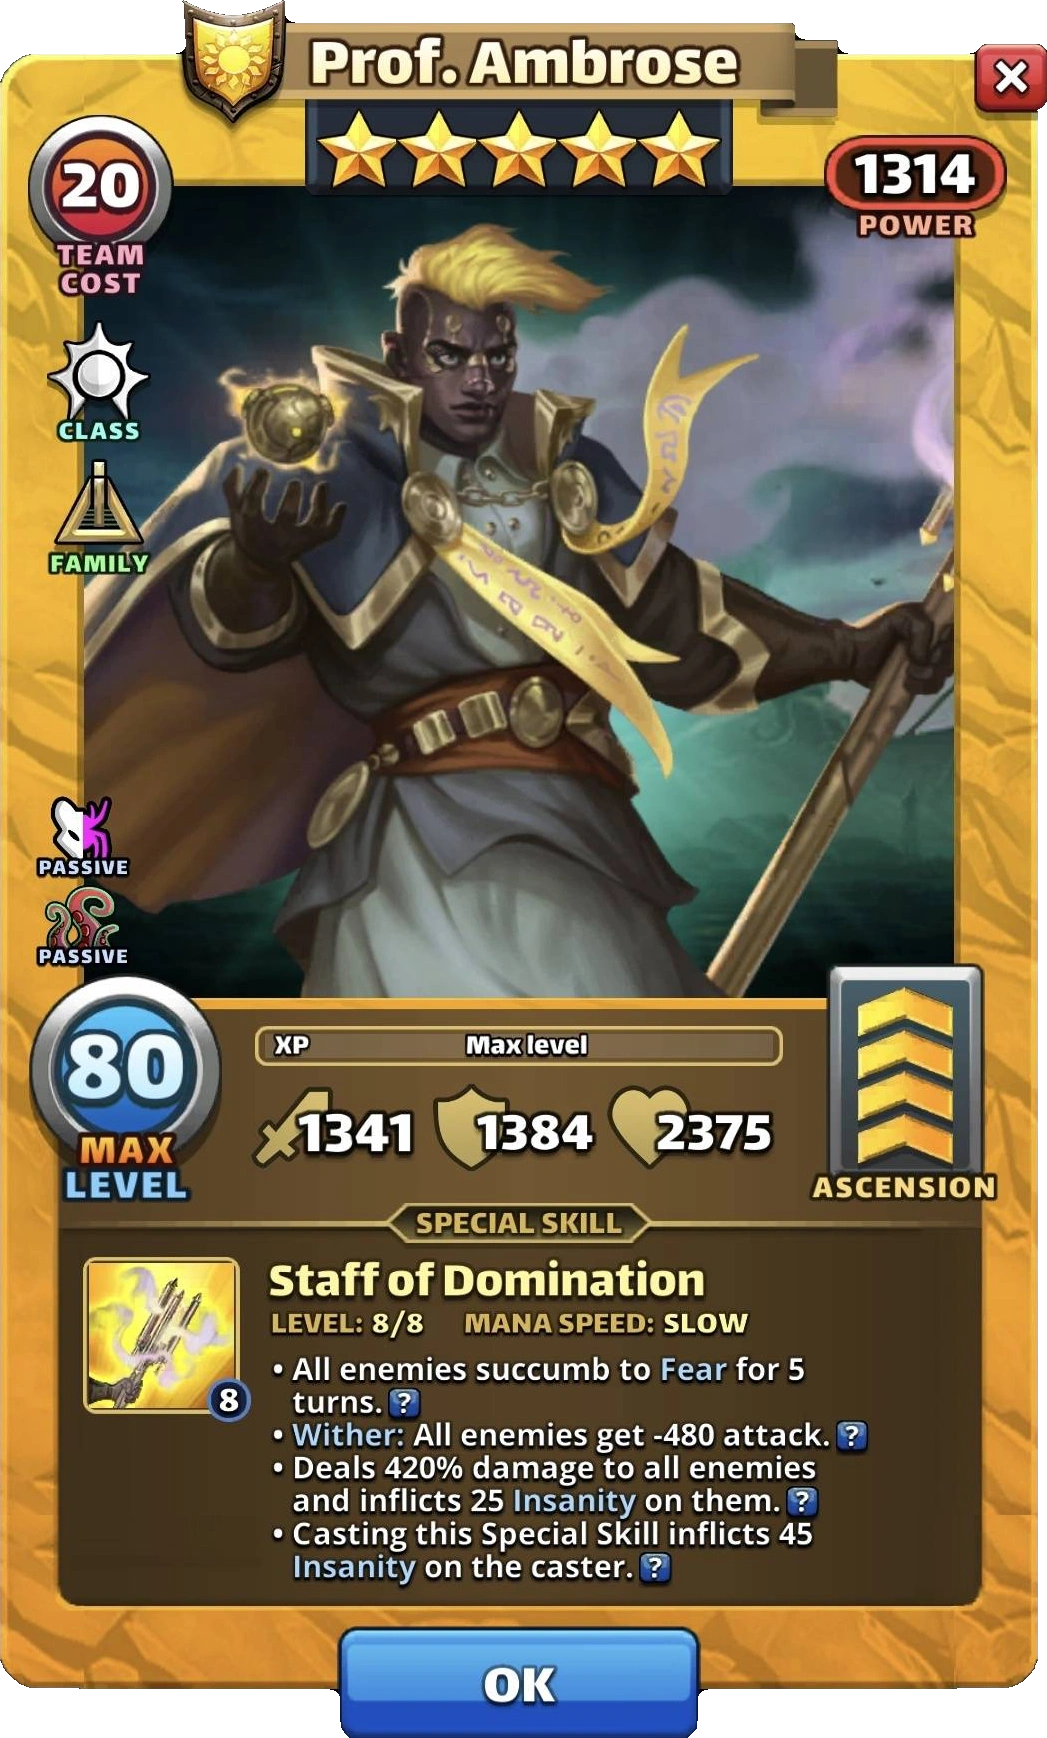 Prof. Ambrose
20
TEAM
COST
1314
POWER
CLASS
FAMILY
PASSIVE
PASSIVE
80
MAX
LEVEL
XP Max level
1341 1384 2375
ASCENSION
SPECIAL SKILL
Staff of Domination
LEVEL: 8/8 MANA SPEED: SLOW
8
• All enemies succumb to Fear for 5
turns. ?
• Wither: All enemies get -480 attack. ?
• Deals 420% damage to all enemies
and inflicts 25 Insanity on them. ?
• Casting this Special Skill inflicts 45
Insanity on the caster. ?
OK